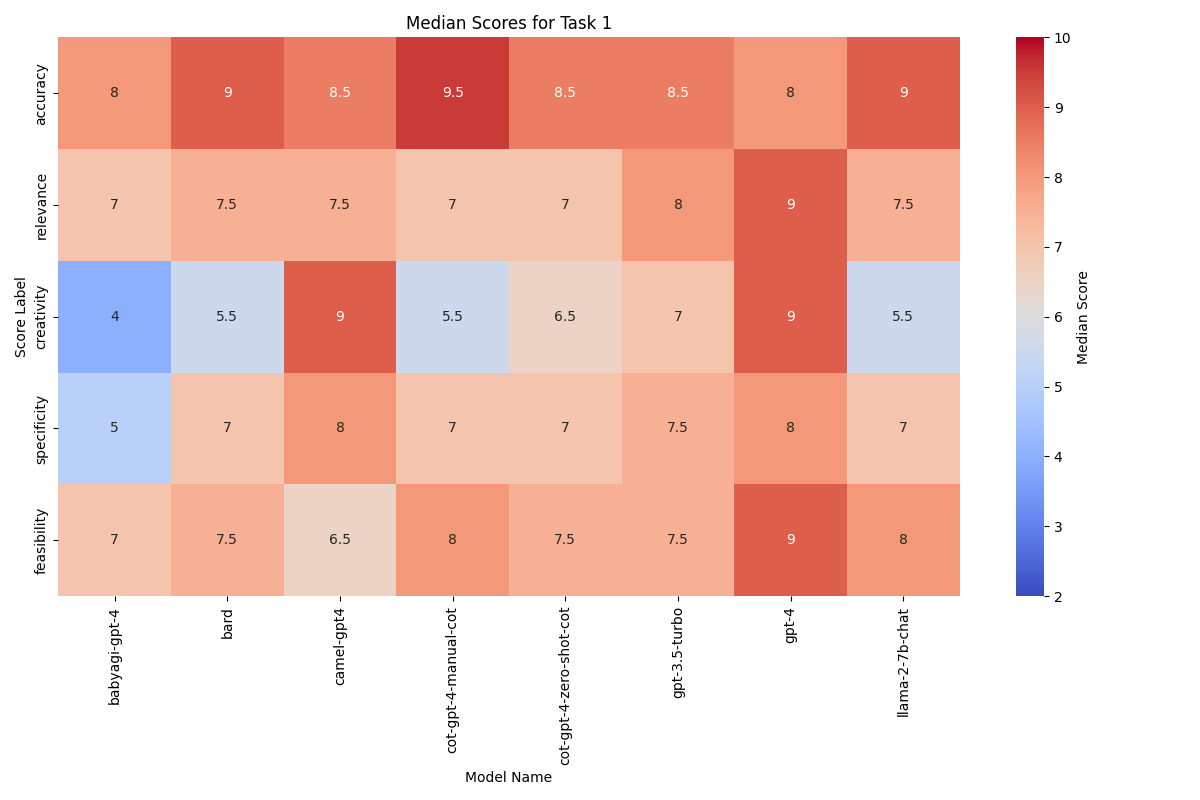 Median Scores for Task 1
Score Label
accuracy 8 9 8.5 9.5 8.5 8.5 8 9
relevance 7 7.5 7.5 7 7 8 9 7.5
creativity 4 5.5 9 5.5 6.5 7 9 5.5
specificity 5 7 8 7 7 7.5 8 7
feasibility 7 7.5 6.5 8 7.5 7.5 9 8
babyagi-gpt-4
bard
camel-gpt4
cot-gpt-4-manual-cot
cot-gpt-4-zero-shot-cot
gpt-3.5-turbo
gpt-4
llama-2-7b-chat
Model Name
10
9
8
7
6
5
4
3
2
Median Score